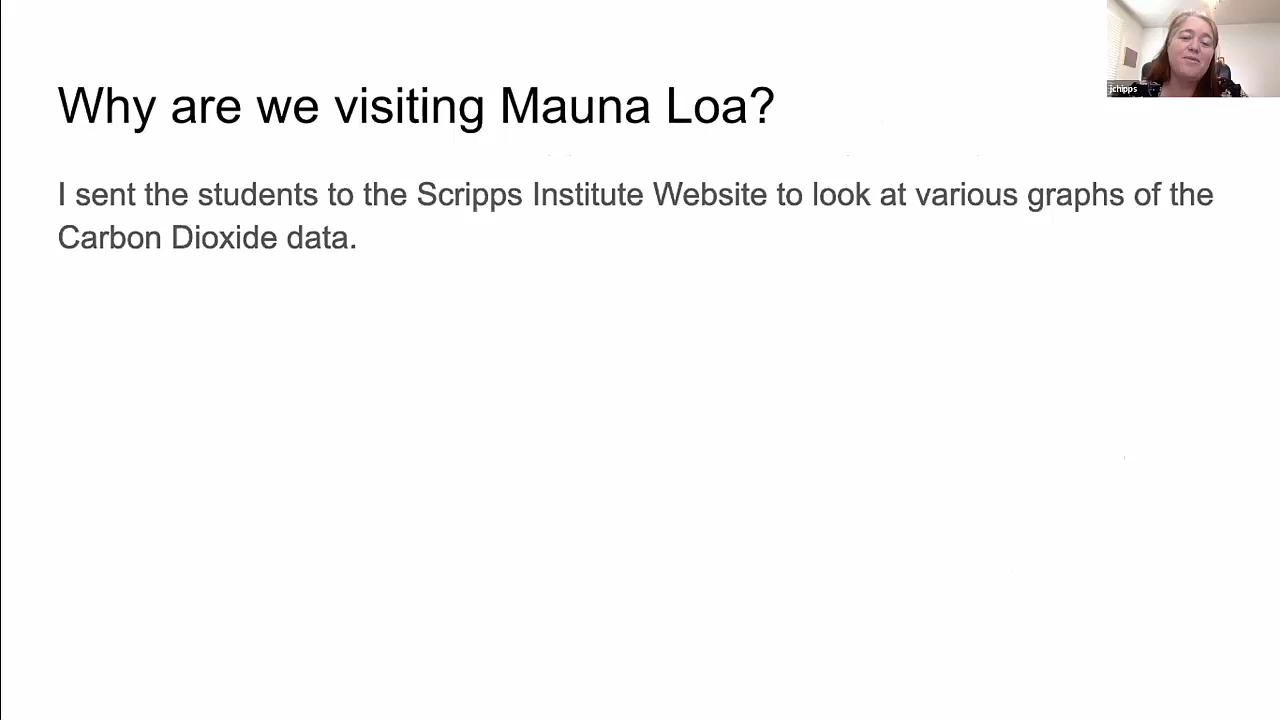 Why are we visiting Mauna Loa?
I sent the students to the Scripps Institute Website to look at various graphs of the
Carbon Dioxide data.
jchipps